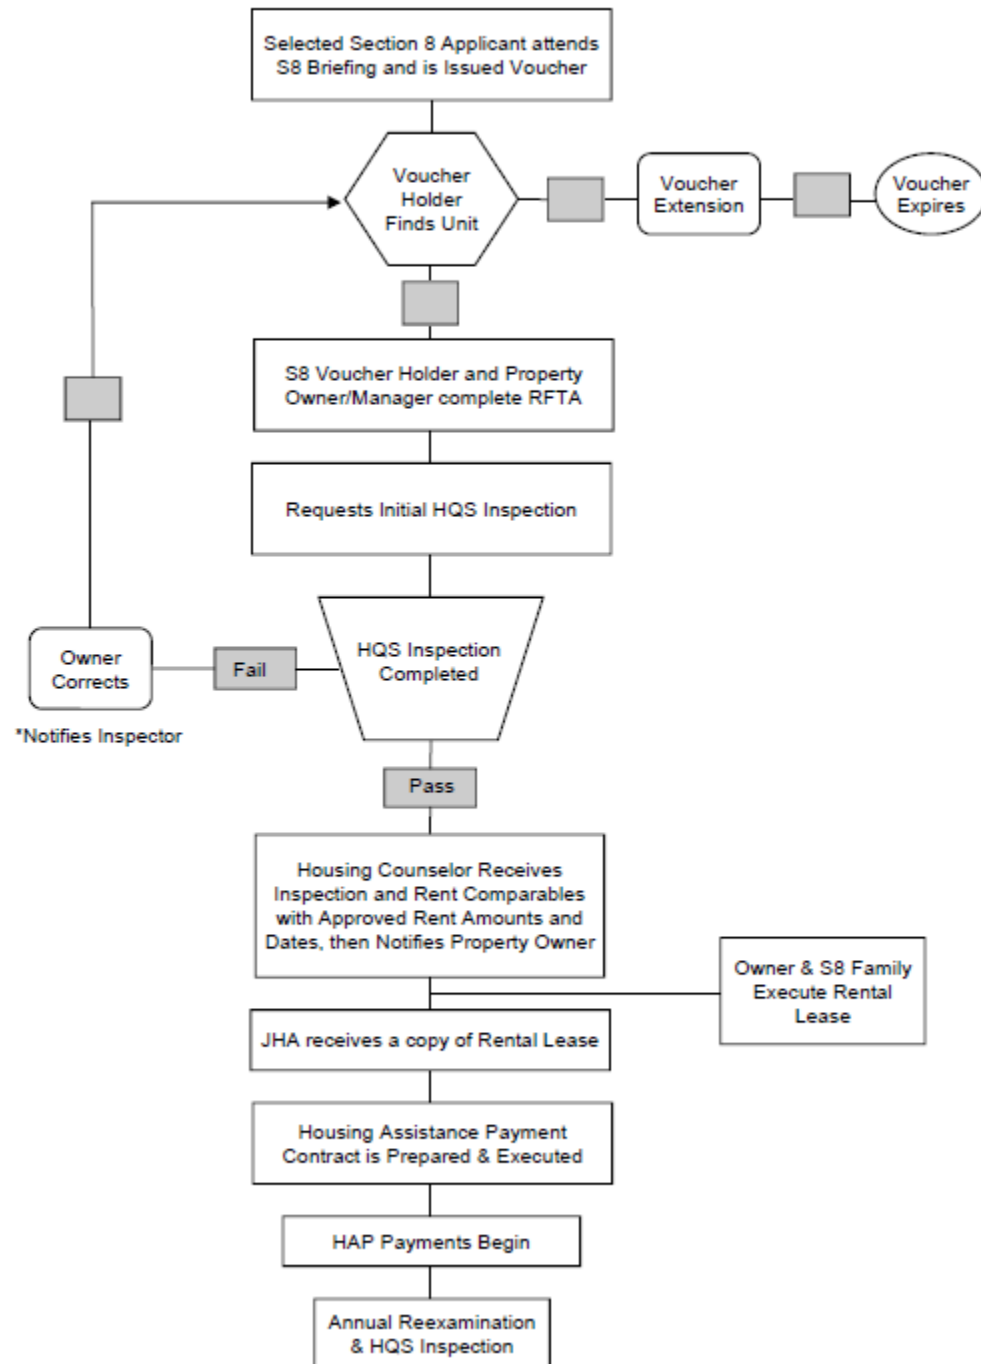 Selected Section 8 Applicant attends
S8 Briefing and is Issued Voucher
Voucher
Holder
Finds Unit
Voucher
Extension
Voucher
Expires
S8 Voucher Holder and Property
Owner/Manager complete RFTA
Requests Initial HQS Inspection
HQS Inspection
Completed
Fail
Owner
Corrects
*Notifies Inspector
Pass
Housing Counselor Receives
Inspection and Rent Comparables
with Approved Rent Amounts and
Dates, then Notifies Property Owner
Owner & S8 Family
Execute Rental
Lease
JHA receives a copy of Rental Lease
Housing Assistance Payment
Contract is Prepared & Executed
HAP Payments Begin
Annual Reexamination
& HQS Inspection